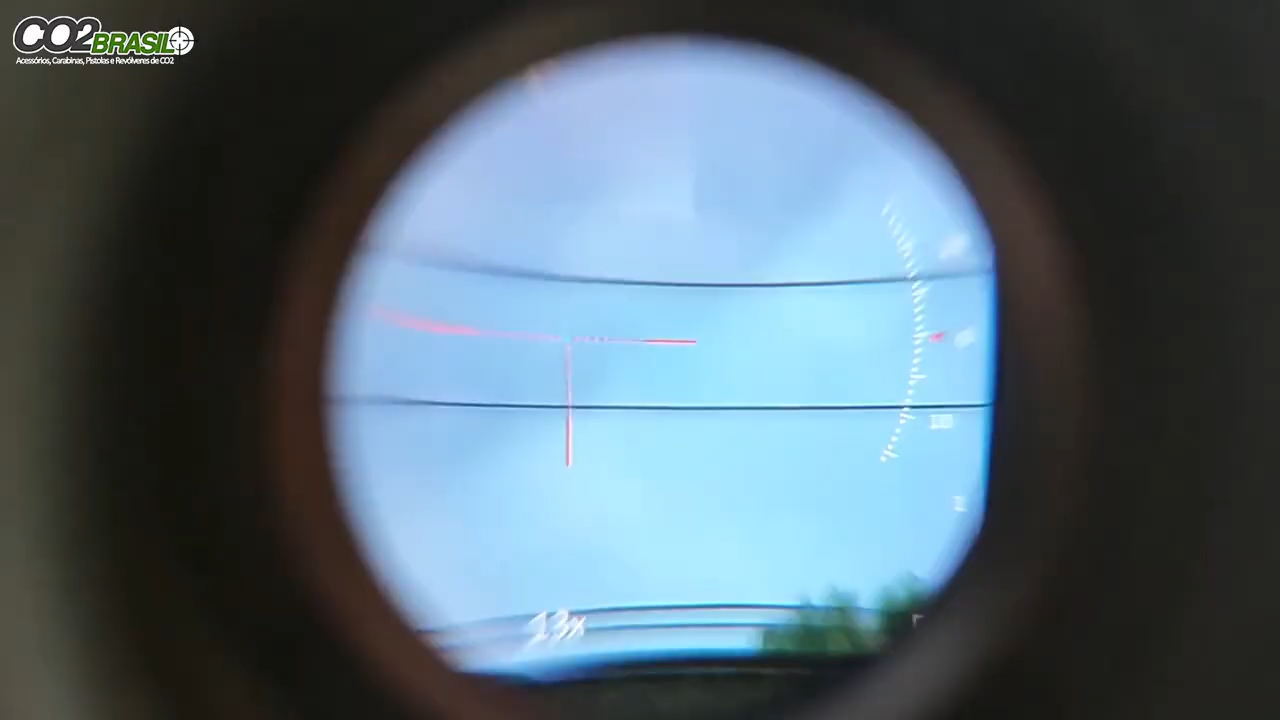 CO2BRASIL
Acessórios, Carabinas, Pistolas e Revólveres de CO2
13x